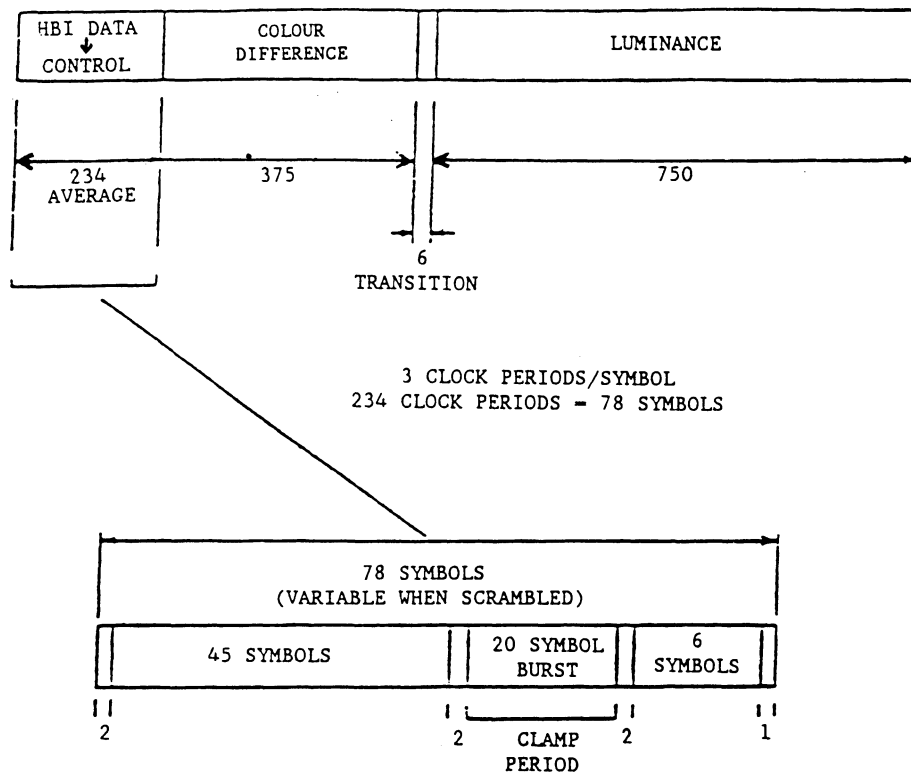 HBI DATA
↓
CONTROL
COLOUR
DIFFERENCE
LUMINANCE
234
AVERAGE
375
750
6
TRANSITION
3 CLOCK PERIODS/SYMBOL
234 CLOCK PERIODS = 78 SYMBOLS
78 SYMBOLS
(VARIABLE WHEN SCRAMBLED)
45 SYMBOLS
20 SYMBOL
BURST
6
SYMBOLS
2
2
CLAMP
PERIOD
2
1